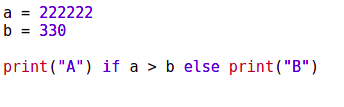 a = 222222
b = 330
print("A") if a > b else print("B")